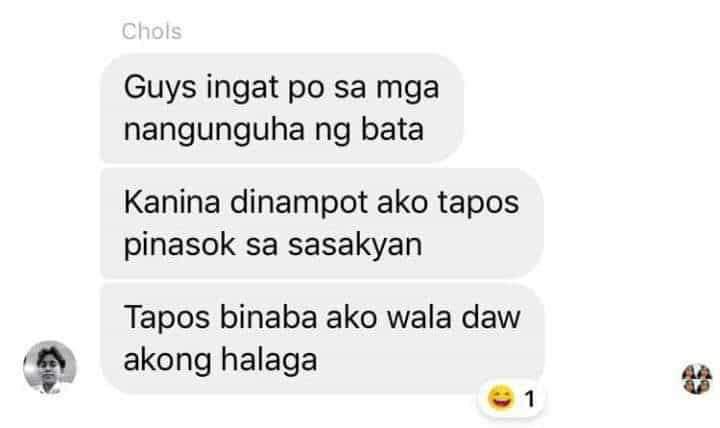 Chols
Guys ingat po sa mga
nangunguha ng bata
Kanina dinampot ako tapos
pinasok sa sasakyan
Tapos binaba ako wala daw
akong halaga
1